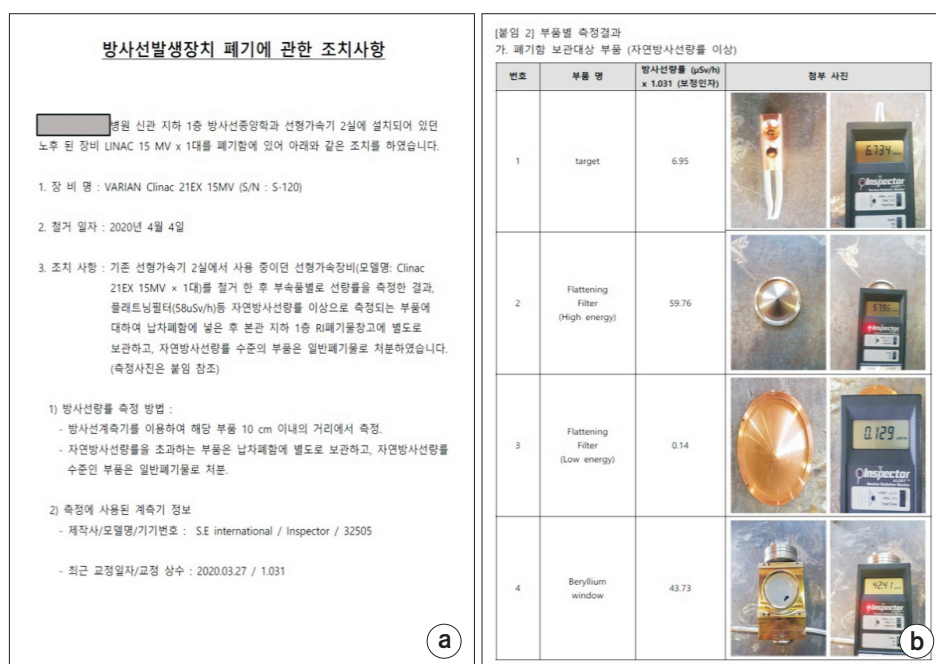 방사선발생장치 폐기에 관한 조치사항
병원 신관 지하 1층 방사선종양학과 선형가속기 2실에 설치되어 있던
노후 된 장비 LINAC 15 MV x 1대를 폐기함에 있어 아래와 같은 조치를 하였습니다.
1. 장 비 명 : VARIAN Clinac 21EX 15MV (S/N : S-120)
2. 철거 일자 : 2020년 4월 4일
3. 조치 사항 : 기존 선형가속기 2실에서 사용 중이던 선형가속장비(모델명: Clinac
21EX 15MV × 1대)를 철거 한 후 부속품별로 선량률을 측정한 결과,
플래트닝필터(58uSv/h)등 자연방사선량률 이상으로 측정되는 부품에
대하여 납차폐함에 넣은 후 본관 지하 1층 RI폐기물창고에 별도로
보관하고, 자연방사선량률 수준의 부품은 일반폐기물로 처분하였습니다.
(측정사진은 붙임 참조)
1) 방사선량률 측정 방법 :
- 방사선계측기를 이용하여 해당 부품 10 cm 이내의 거리에서 측정.
- 자연방사선량률을 초과하는 부품은 납차폐함에 별도로 보관하고, 자연방사선량률
수준인 부품은 일반폐기물로 처분.
2) 측정에 사용된 계측기 정보
- 제작사/모델명/기기번호 : S.E international / Inspector / 32505
- 최근 교정일자/교정 상수 : 2020.03.27 / 1.031
a
[붙임 2] 부품별 측정결과
가. 폐기함 보관대상 부품 (자연방사선량률 이상)
번호 부품 명 방사선량률 (μSv/h) x 1.031 (보정인자) 첨부 사진
1 target 6.95
6.734
Inspector
2 Flattening Filter (High energy) 59.76
Inspector
3 Flattening Filter (Low energy) 0.14
0.129
Inspector
ALERT
4 Beryllium window 43.73
42.41
Inspector
b